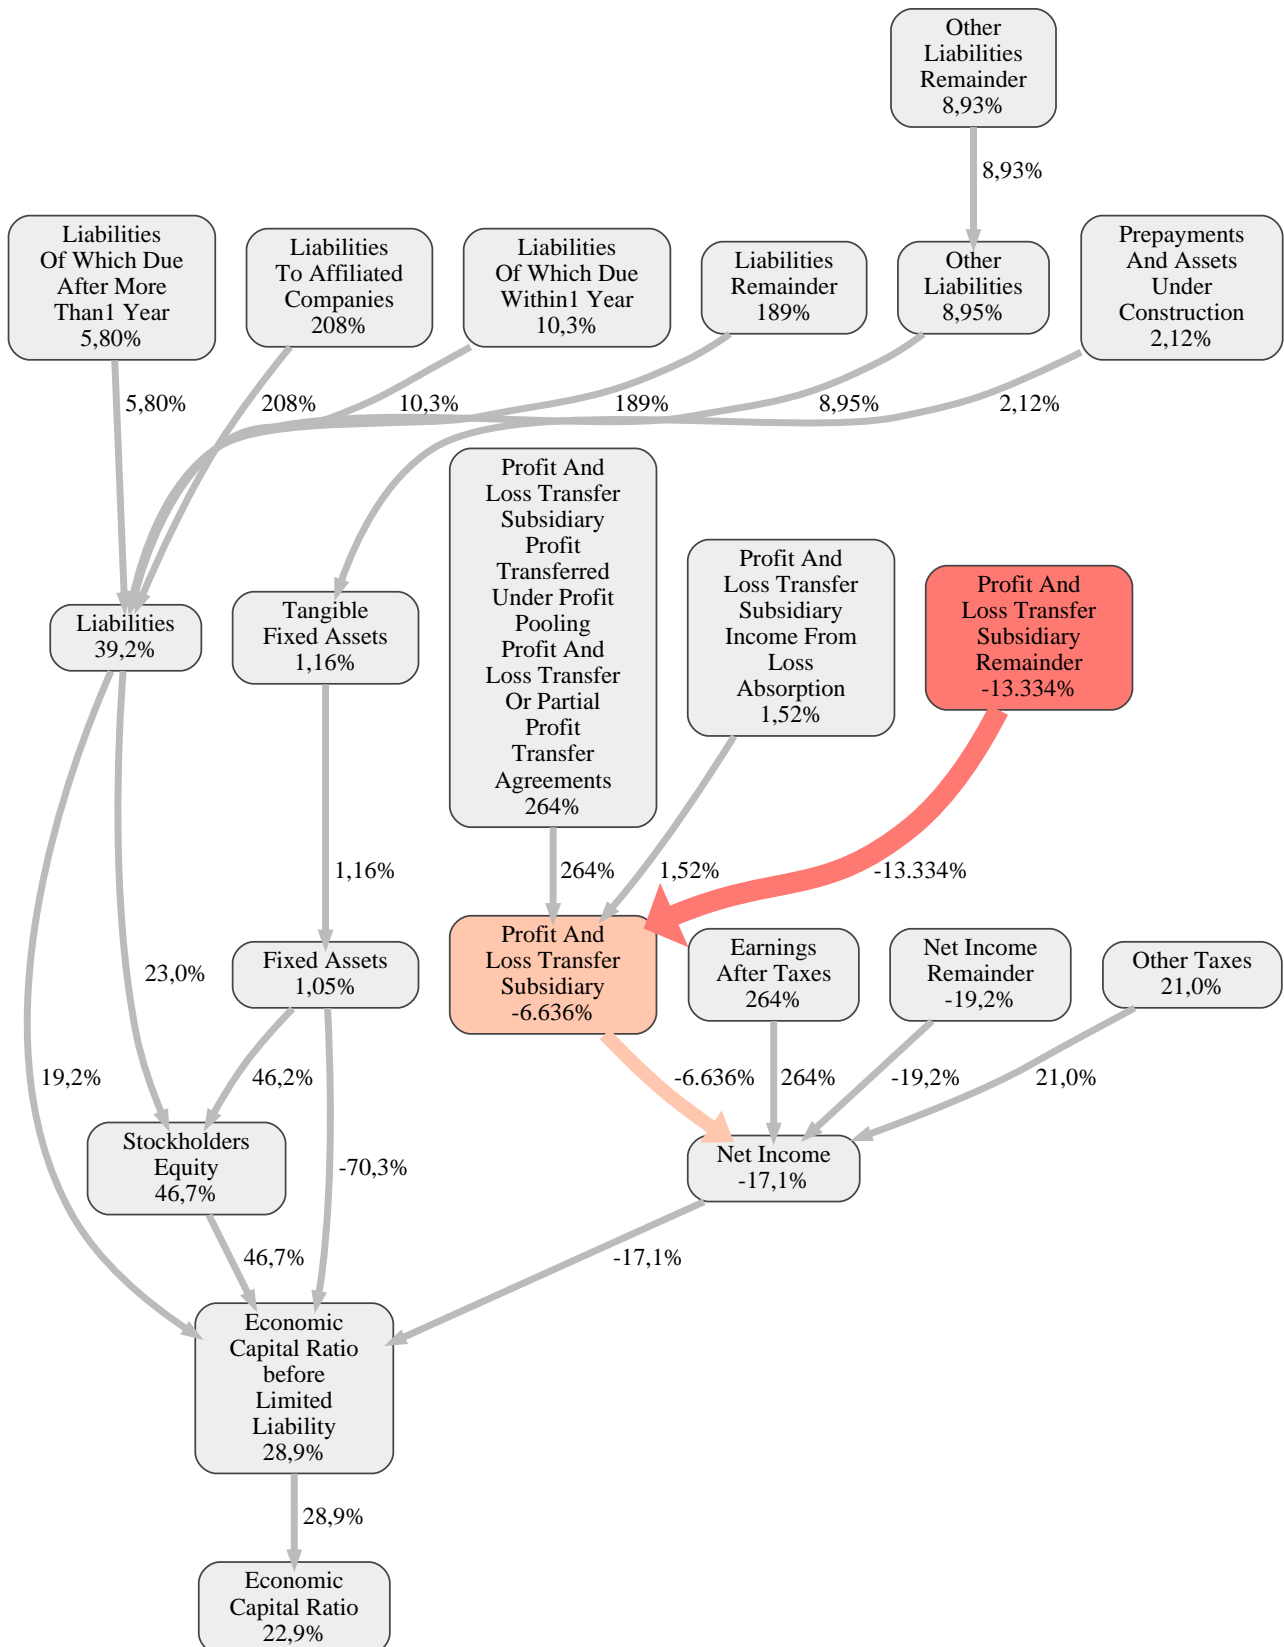 Other
Liabilities
Remainder
8,93%
8,93%
Liabilities
Of Which Due
After More
Than1 Year
5,80%
Liabilities
To Affiliated
Companies
208%
Liabilities
Of Which Due
Within1 Year
10,3%
Liabilities
Remainder
189%
Other
Liabilities
8,95%
Prepayments
And Assets
Under
Construction
2,12%
5,80%
208%
10,3%
189%
8,95%
2,12%
Profit And
Loss Transfer
Subsidiary
Profit
Transferred
Under Profit
Pooling
Profit And
Loss Transfer
Or Partial
Profit
Transfer
Agreements
264%
Profit And
Loss Transfer
Subsidiary
Income From
Loss
Absorption
1,52%
Profit And
Loss Transfer
Subsidiary
Remainder
-13.334%
Liabilities
39,2%
Tangible
Fixed Assets
1,16%
1,16%
264%
1,52%
-13.334%
Fixed Assets
1,05%
Profit And
Loss Transfer
Subsidiary
-6.636%
Earnings
After Taxes
264%
Net Income
Remainder
-19,2%
Other Taxes
21,0%
23,0%
19,2%
46,2%
-6.636%
264%
-19,2%
21,0%
Stockholders
Equity
46,7%
-70,3%
Net Income
-17,1%
46,7%
-17,1%
Economic
Capital Ratio
before
Limited
Liability
28,9%
28,9%
Economic
Capital Ratio
22,9%